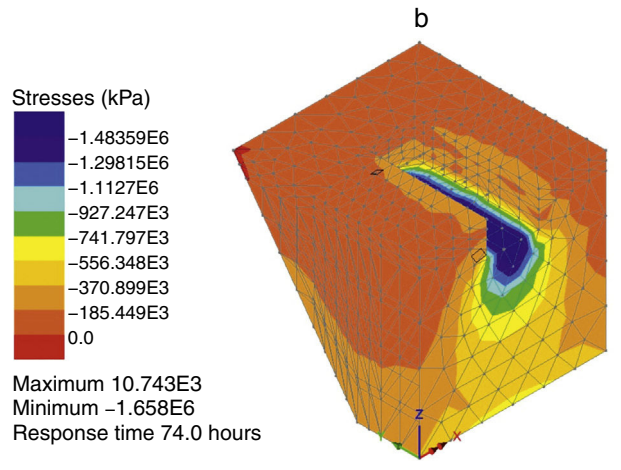 b
Stresses (kPa)
−1.48359E6
−1.29815E6
−1.1127E6
−927.247E3
−741.797E3
−556.348E3
−370.899E3
−185.449E3
0.0
Maximum 10.743E3
Minimum −1.658E6
Response time 74.0 hours
Z
X